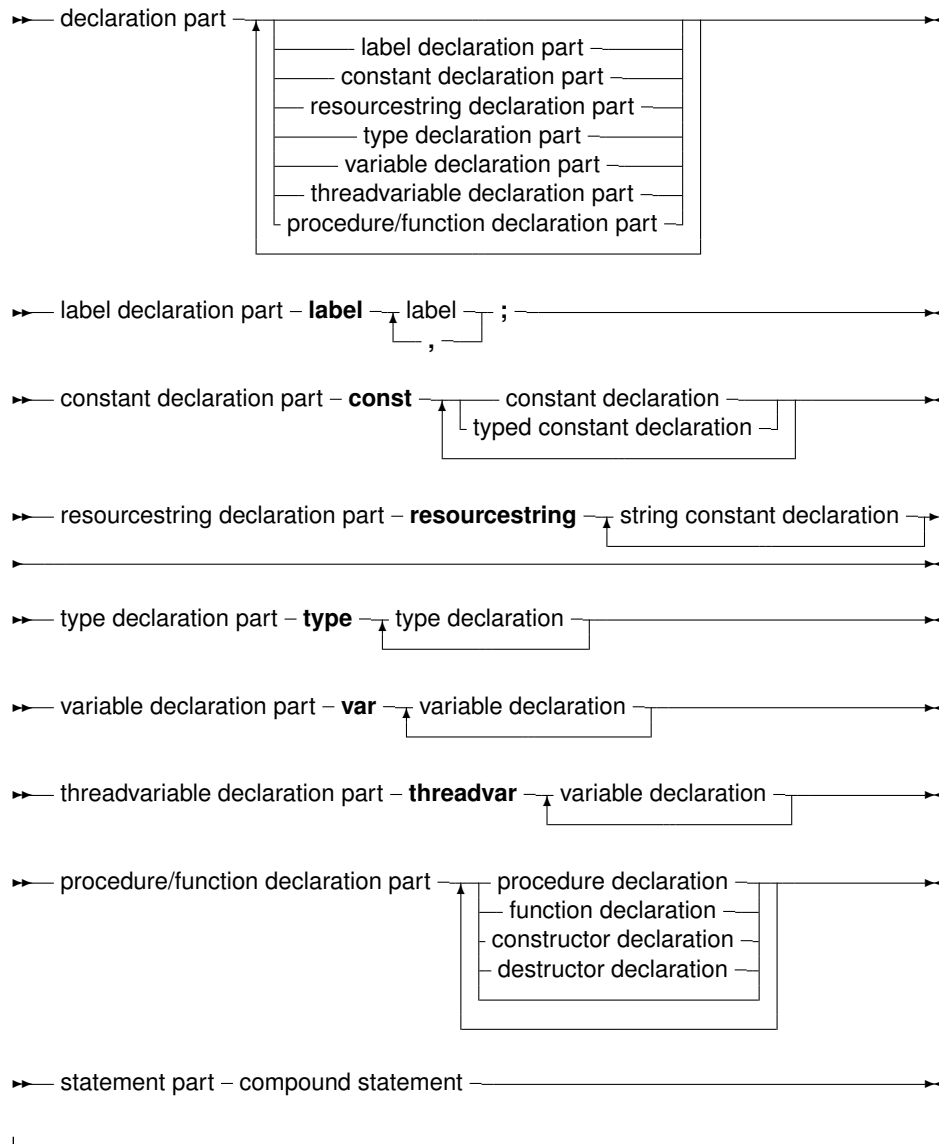 declaration part
label declaration part
constant declaration part
resourcestring declaration part
type declaration part
variable declaration part
threadvariable declaration part
procedure/function declaration part
label declaration part label label ;
,
constant declaration part const constant declaration
typed constant declaration
resourcestring declaration part resourcestring string constant declaration
type declaration part type type declaration
variable declaration part var variable declaration
threadvariable declaration part threadvar variable declaration
procedure/function declaration part procedure declaration
function declaration
constructor declaration
destructor declaration
statement part compound statement